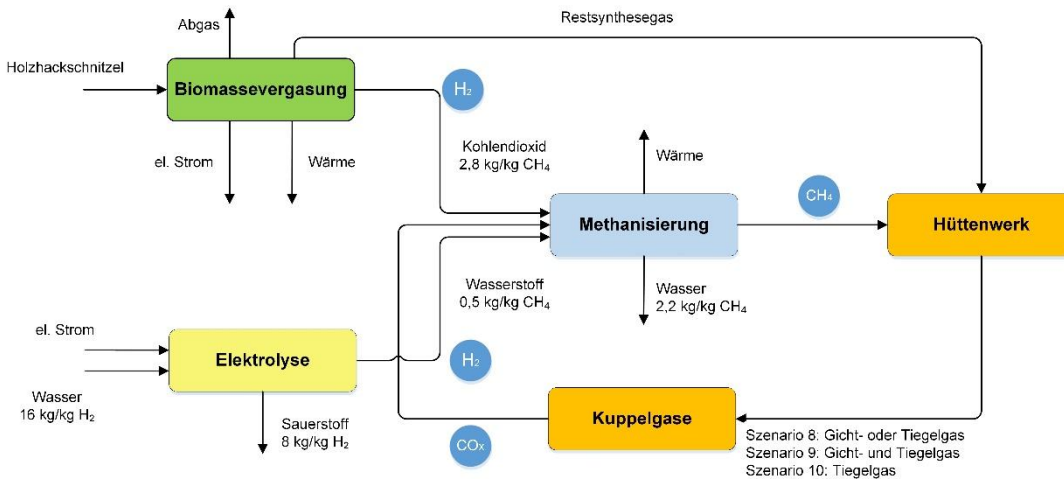 Abgas
Restsynthesegas
Holzhackschnitzel
Biomassevergasung
H₂
el. Strom
Wärme
Kohlendioxid
2,8 kg/kg CH₄
Wärme
CH₄
Methanisierung
Hüttenwerk
Wasserstoff
0,5 kg/kg CH₄
Wasser
2,2 kg/kg CH₄
el. Strom
Elektrolyse
H₂
Wasser
16 kg/kg H₂
Sauerstoff
8 kg/kg H₂
COₓ
Kuppelgase
Szenario 8: Gicht- oder Tiegelgas
Szenario 9: Gicht- und Tiegelgas
Szenario 10: Tiegelgas